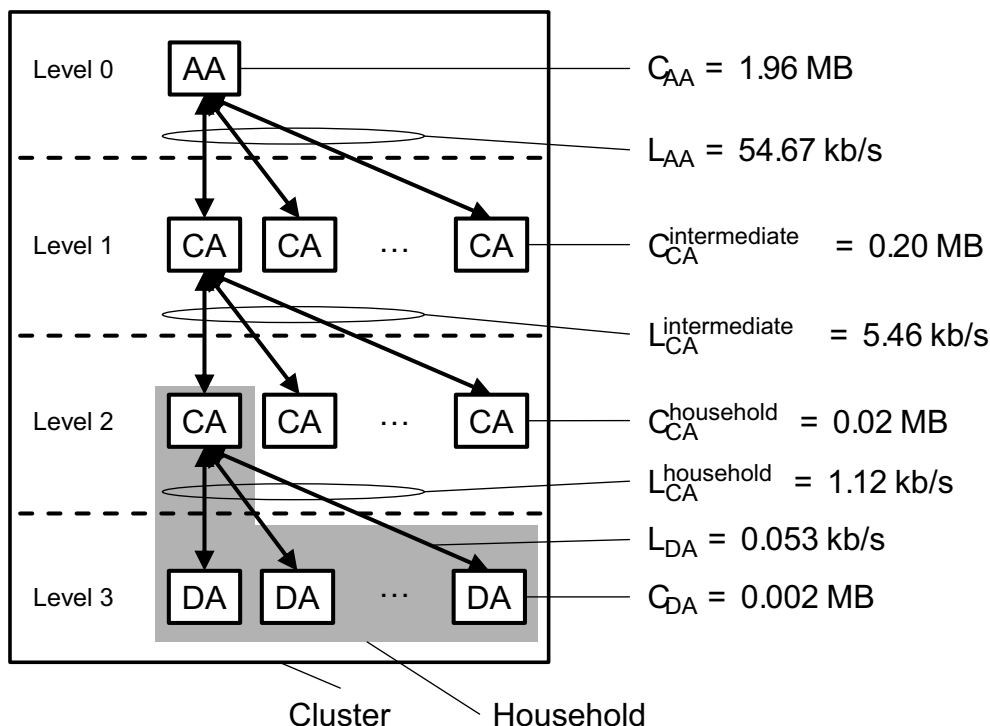 Level 0 AA C_AA = 1.96 MB
L_AA = 54.67 kb/s
Level 1 CA CA ... CA C_CA^intermediate = 0.20 MB
L_CA^intermediate = 5.46 kb/s
Level 2 CA CA ... CA C_CA^household = 0.02 MB
L_CA^household = 1.12 kb/s
L_DA = 0.053 kb/s
Level 3 DA DA ... DA C_DA = 0.002 MB
Cluster Household